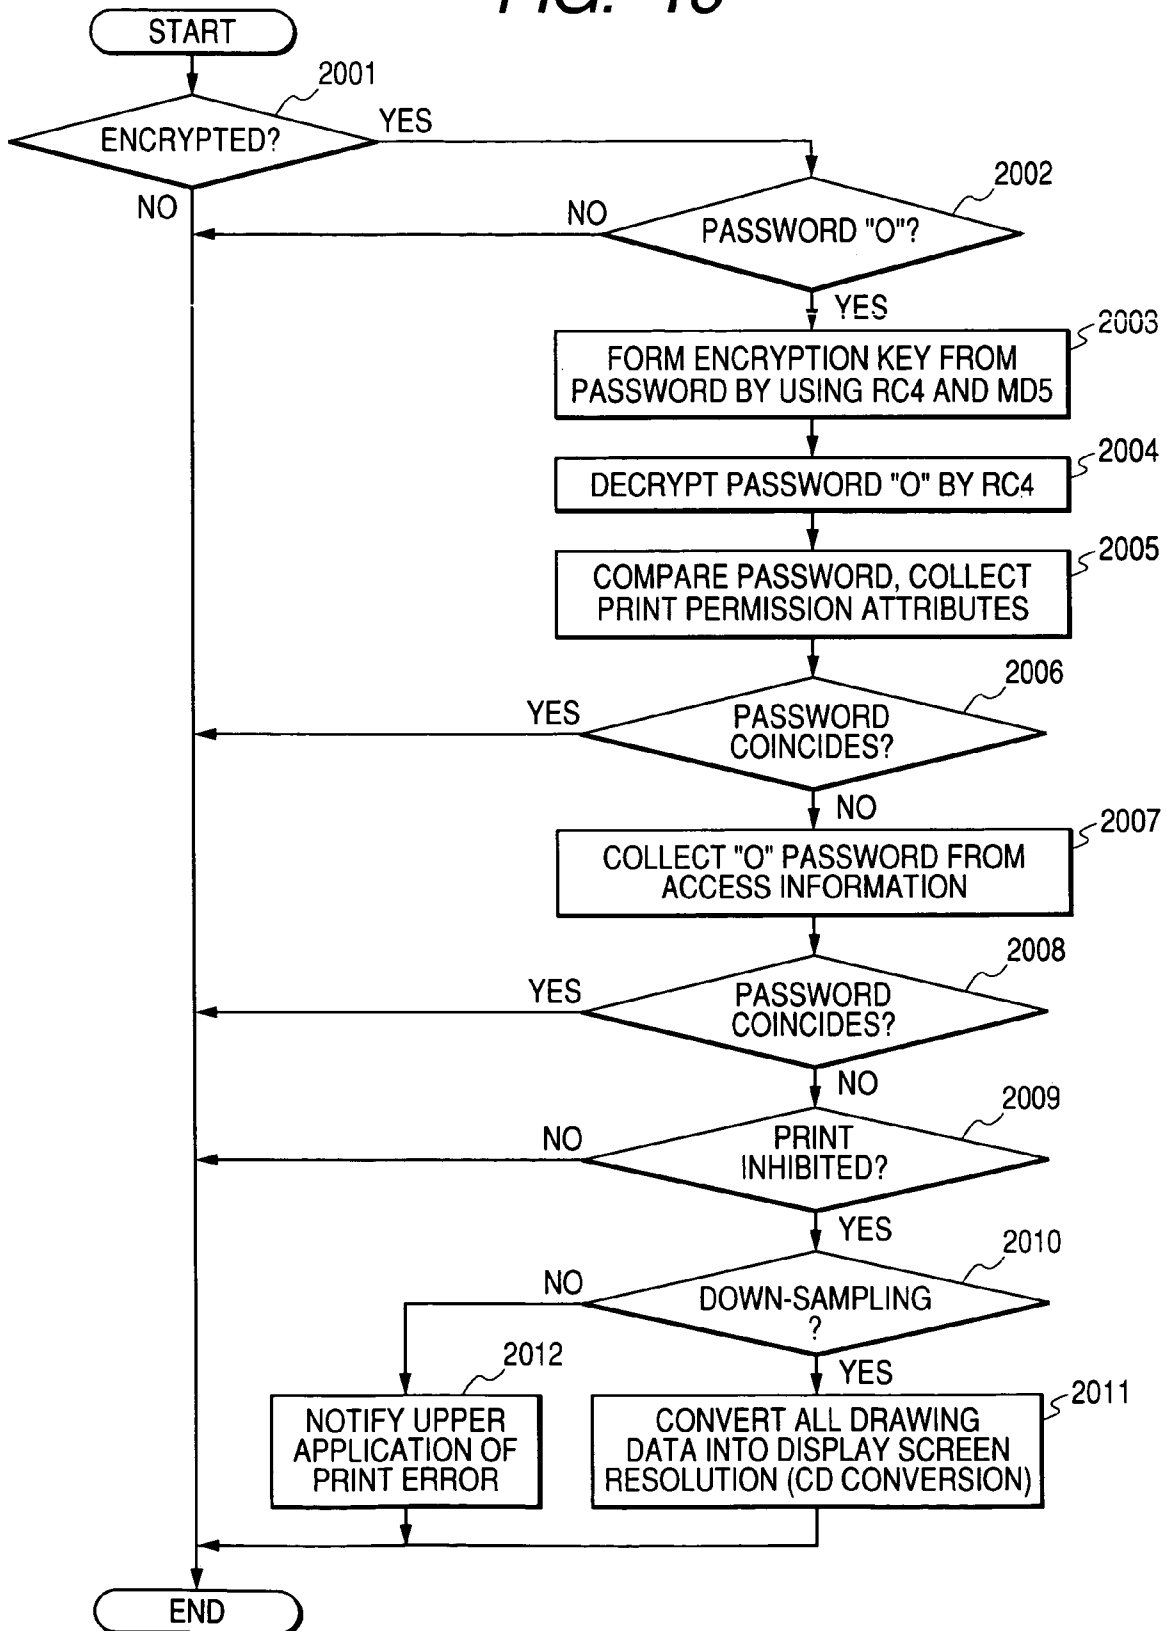 START
2001
ENCRYPTED?
YES
NO
2002
NO
PASSWORD "O"?
YES
2003
FORM ENCRYPTION KEY FROM
PASSWORD BY USING RC4 AND MD5
2004
DECRYPT PASSWORD "O" BY RC4
2005
COMPARE PASSWORD, COLLECT
PRINT PERMISSION ATTRIBUTES
2006
YES
PASSWORD
COINCIDES?
NO
2007
COLLECT "O" PASSWORD FROM
ACCESS INFORMATION
2008
YES
PASSWORD
COINCIDES?
NO
2009
NO
PRINT
INHIBITED?
YES
2010
NO
DOWN-SAMPLING
?
YES
2012
NOTIFY UPPER
APPLICATION OF
PRINT ERROR
2011
CONVERT ALL DRAWING
DATA INTO DISPLAY SCREEN
RESOLUTION (CD CONVERSION)
END